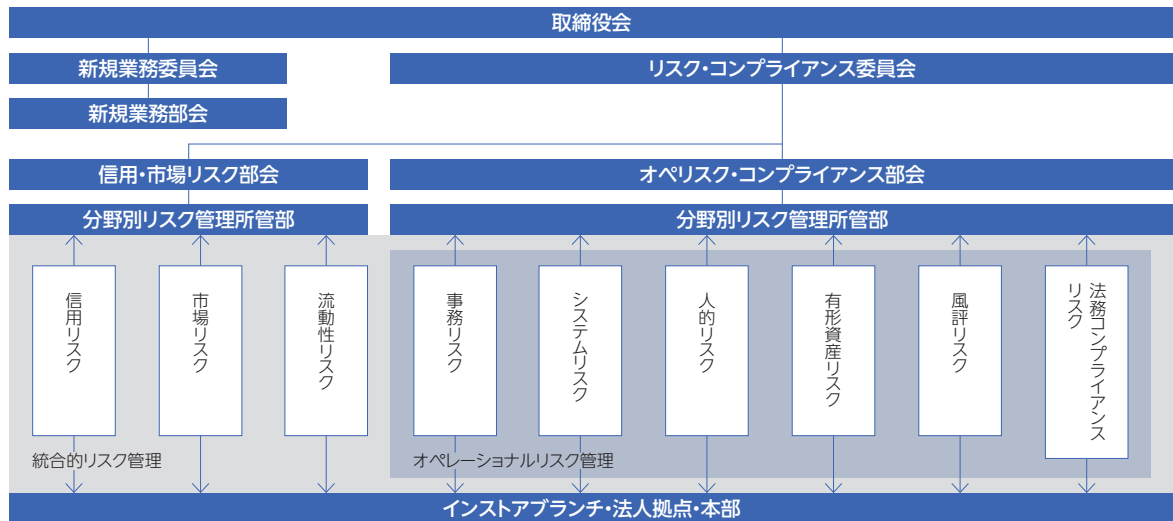 取締役会
新規業務委員会
リスク・コンプライアンス委員会
新規業務部会
信用・市場リスク部会
オペリスク・コンプライアンス部会
分野別リスク管理所管部
分野別リスク管理所管部
信用リスク
市場リスク
流動性リスク
事務リスク
システムリスク
人的リスク
有形資産リスク
風評リスク
法務コンプライアンス
リスク
統合的リスク管理
オペレーショナルリスク管理
インストアブランチ・法人拠点・本部